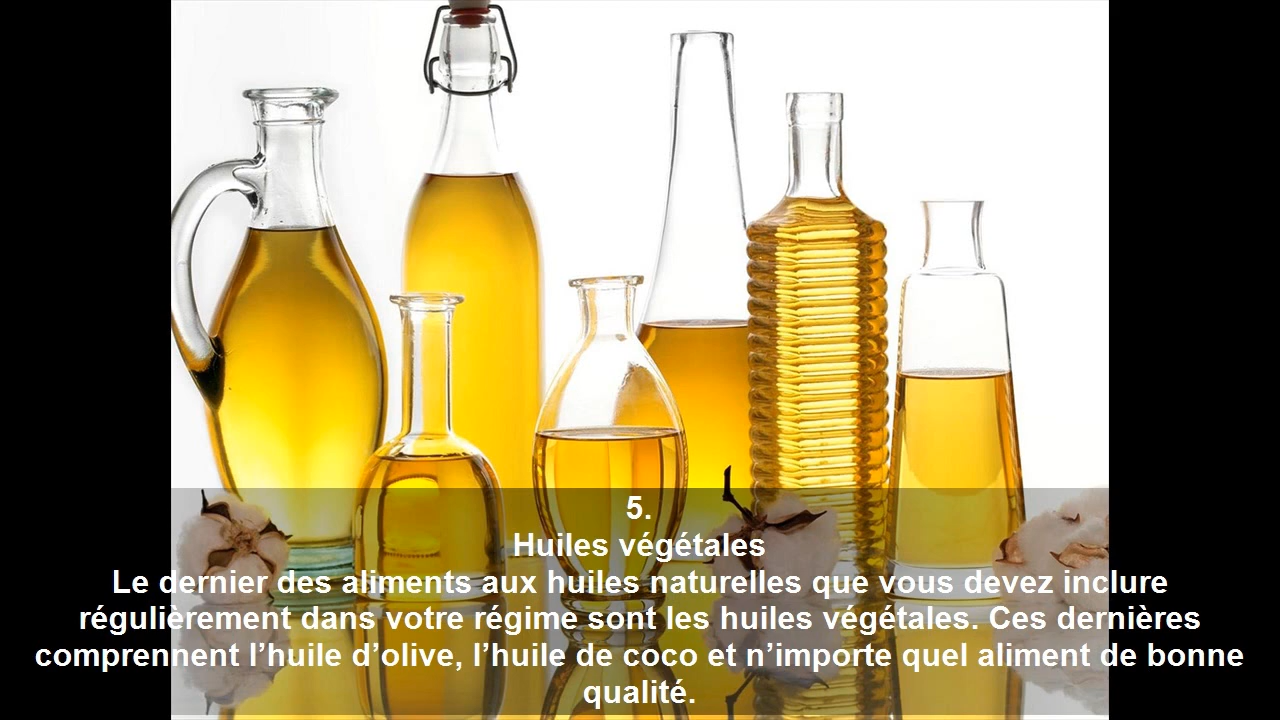 5.
Huiles végétales
Le dernier des aliments aux huiles naturelles que vous devez inclure
régulièrement dans votre régime sont les huiles végétales. Ces dernières
comprennent l’huile d’olive, l’huile de coco et n’importe quel aliment de bonne
qualité.